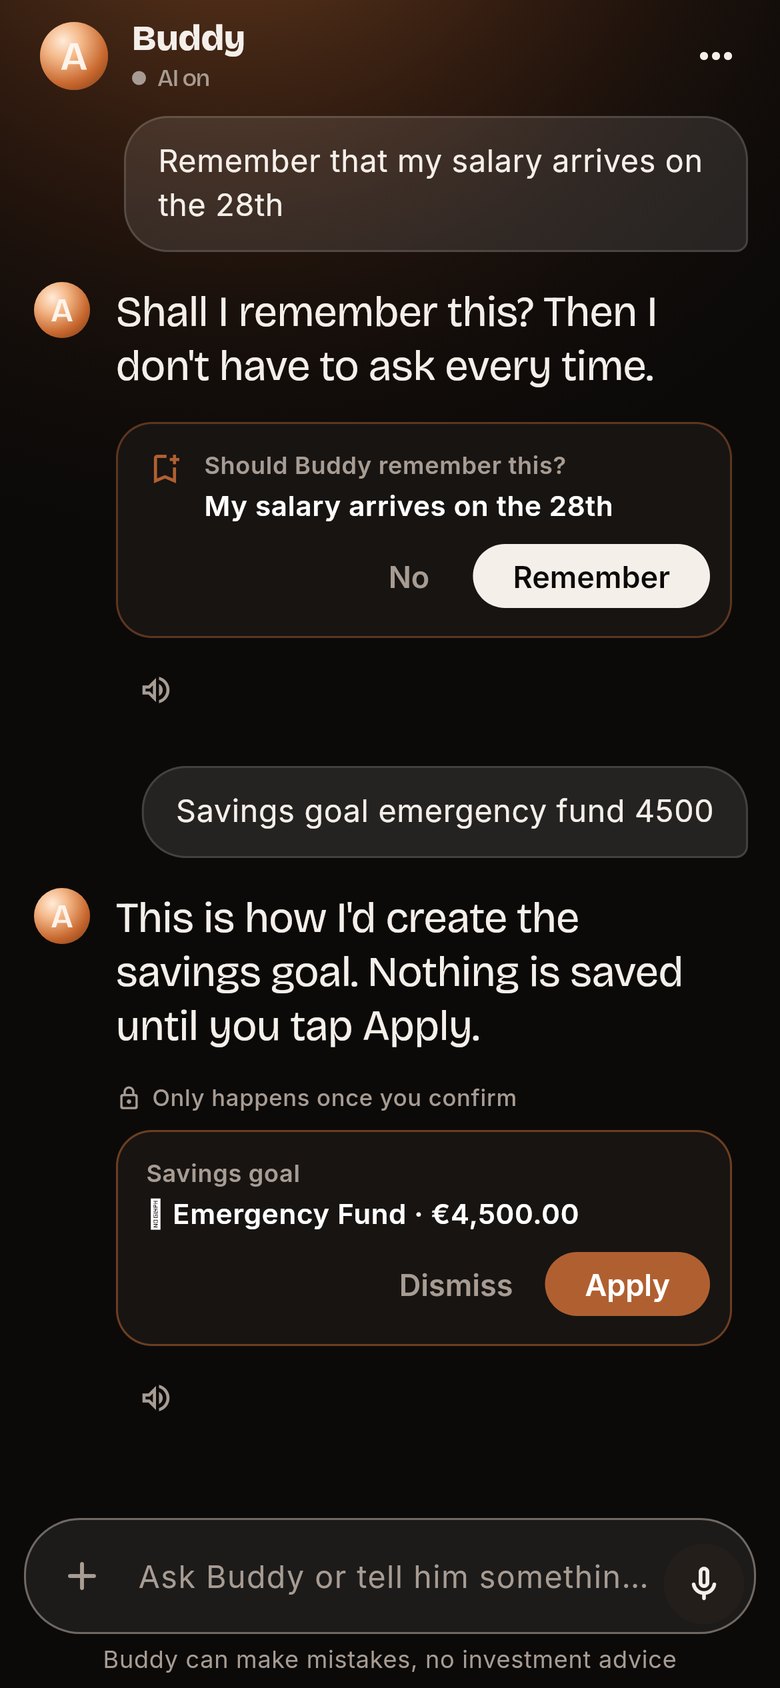 A
Buddy
AI on
Remember that my salary arrives on
the 28th
A
Shall I remember this? Then I
don't have to ask every time.
Should Buddy remember this?
My salary arrives on the 28th
No
Remember
Savings goal emergency fund 4500
A
This is how I'd create the
savings goal. Nothing is saved
until you tap Apply.
Only happens once you confirm
Savings goal
Emergency Fund · €4,500.00
Dismiss
Apply
Ask Buddy or tell him somethin...
Buddy can make mistakes, no investment advice